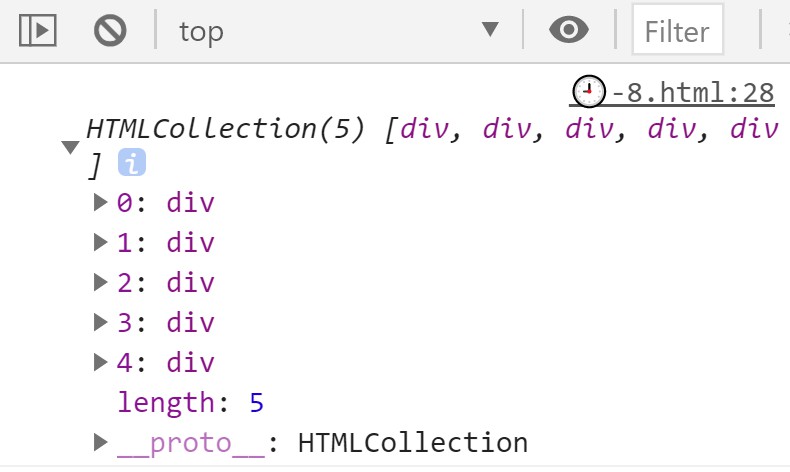 top
Filter
🕘-8.html:28
HTMLCollection(5) [div, div, div, div, div
] i
0: div
1: div
2: div
3: div
4: div
length: 5
__proto__: HTMLCollection